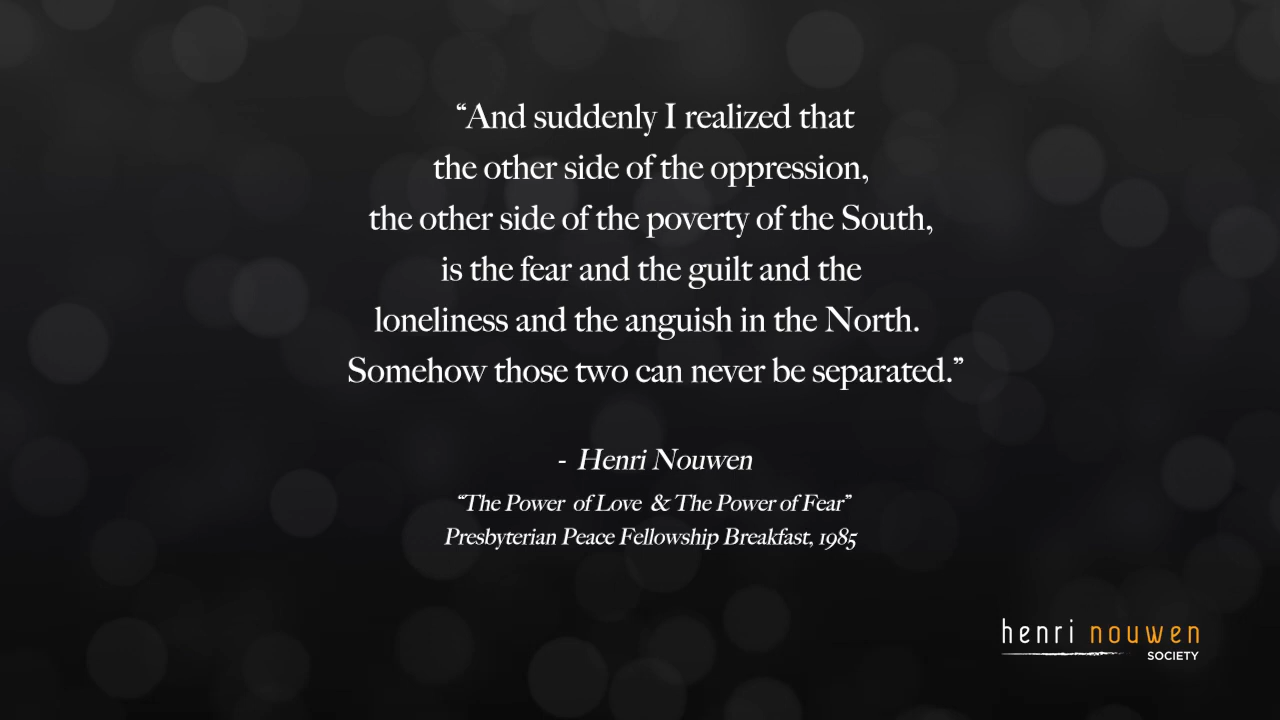 “And suddenly I realized that
the other side of the oppression,
the other side of the poverty of the South,
is the fear and the guilt and the
loneliness and the anguish in the North.
Somehow those two can never be separated.”
- Henri Nouwen
“The Power of Love & The Power of Fear”
Presbyterian Peace Fellowship Breakfast, 1985
henri nouwen
SOCIETY